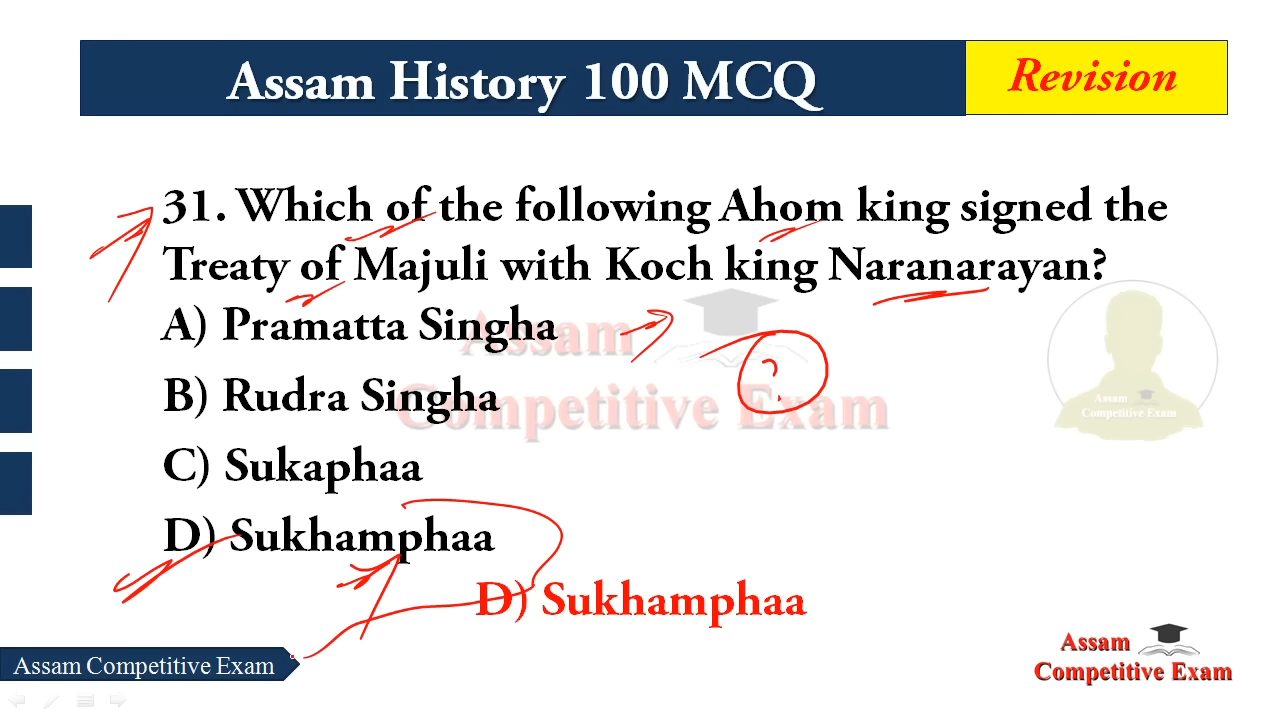 Assam History 100 MCQ
Revision
31. Which of the following Ahom king signed the
Treaty of Majuli with Koch king Naranarayan?
A) Pramatta Singha
B) Rudra Singha
C) Sukaphaa
D) Sukhamphaa
D) Sukhamphaa
?
Assam
Competitive Exam
Assam
Competitive Exam
Assam Competitive Exam
Assam
Competitive Exam